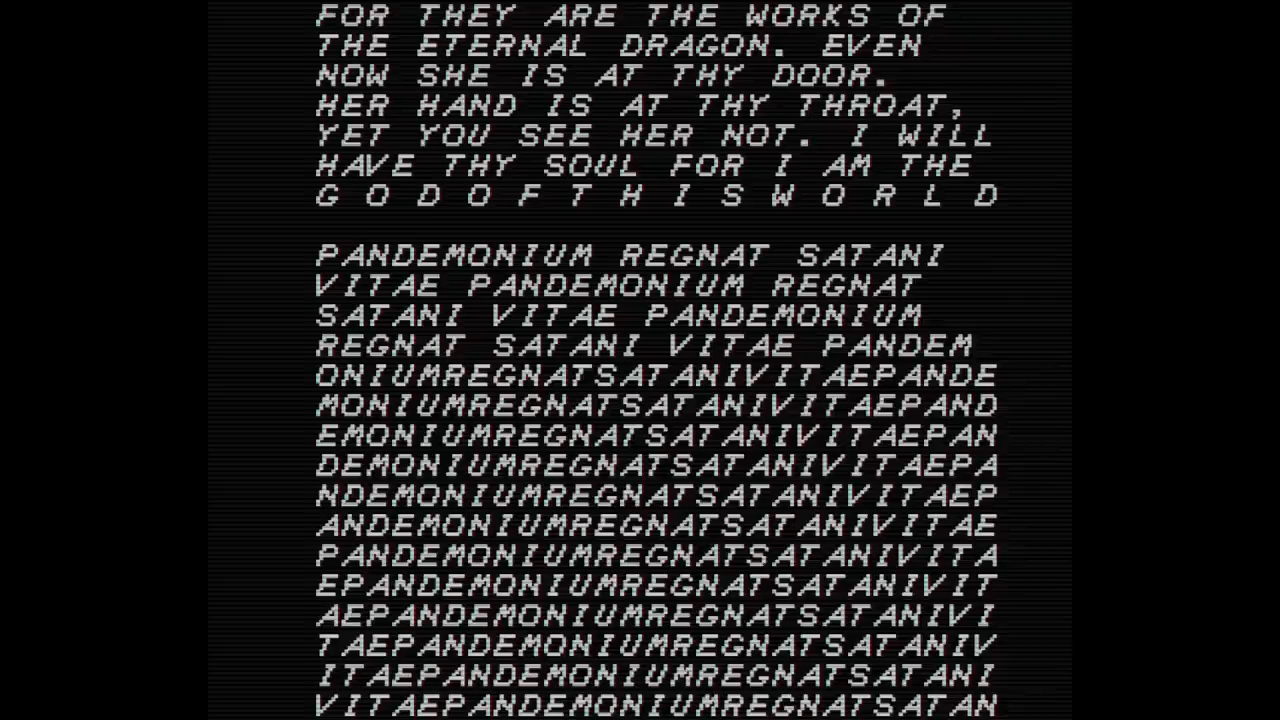 FOR THEY ARE THE WORKS OF
THE ETERNAL DRAGON. EVEN
NOW SHE IS AT THY DOOR.
HER HAND IS AT THY THROAT,
YET YOU SEE HER NOT. I WILL
HAVE THY SOUL FOR I AM THE
G O D O F T H I S W O R L D
PANDEMONIUM REGNAT SATANI
VITAE PANDEMONIUM REGNAT
SATANI VITAE PANDEMONIUM
REGNAT SATANI VITAE PANDEM
ONIUMREGNATSATANIVITAEPANDE
MONIUMREGNATSATANIVITAEPAND
EMONIUMREGNATSATANIVITAEPAN
DEMONIUMREGNATSATANIVITAEPA
NDEMONIUMREGNATSATANIVITAEP
ANDEMONIUMREGNATSATANIVITAE
PANDEMONIUMREGNATSATANIVITA
EPANDEMONIUMREGNATSATANIVIT
AEPANDEMONIUMREGNATSATANIVI
TAEPANDEMONIUMREGNATSATANIV
ITAEPANDEMONIUMREGNATSATANI
VITAEPANDEMONIUMREGNATSATAN